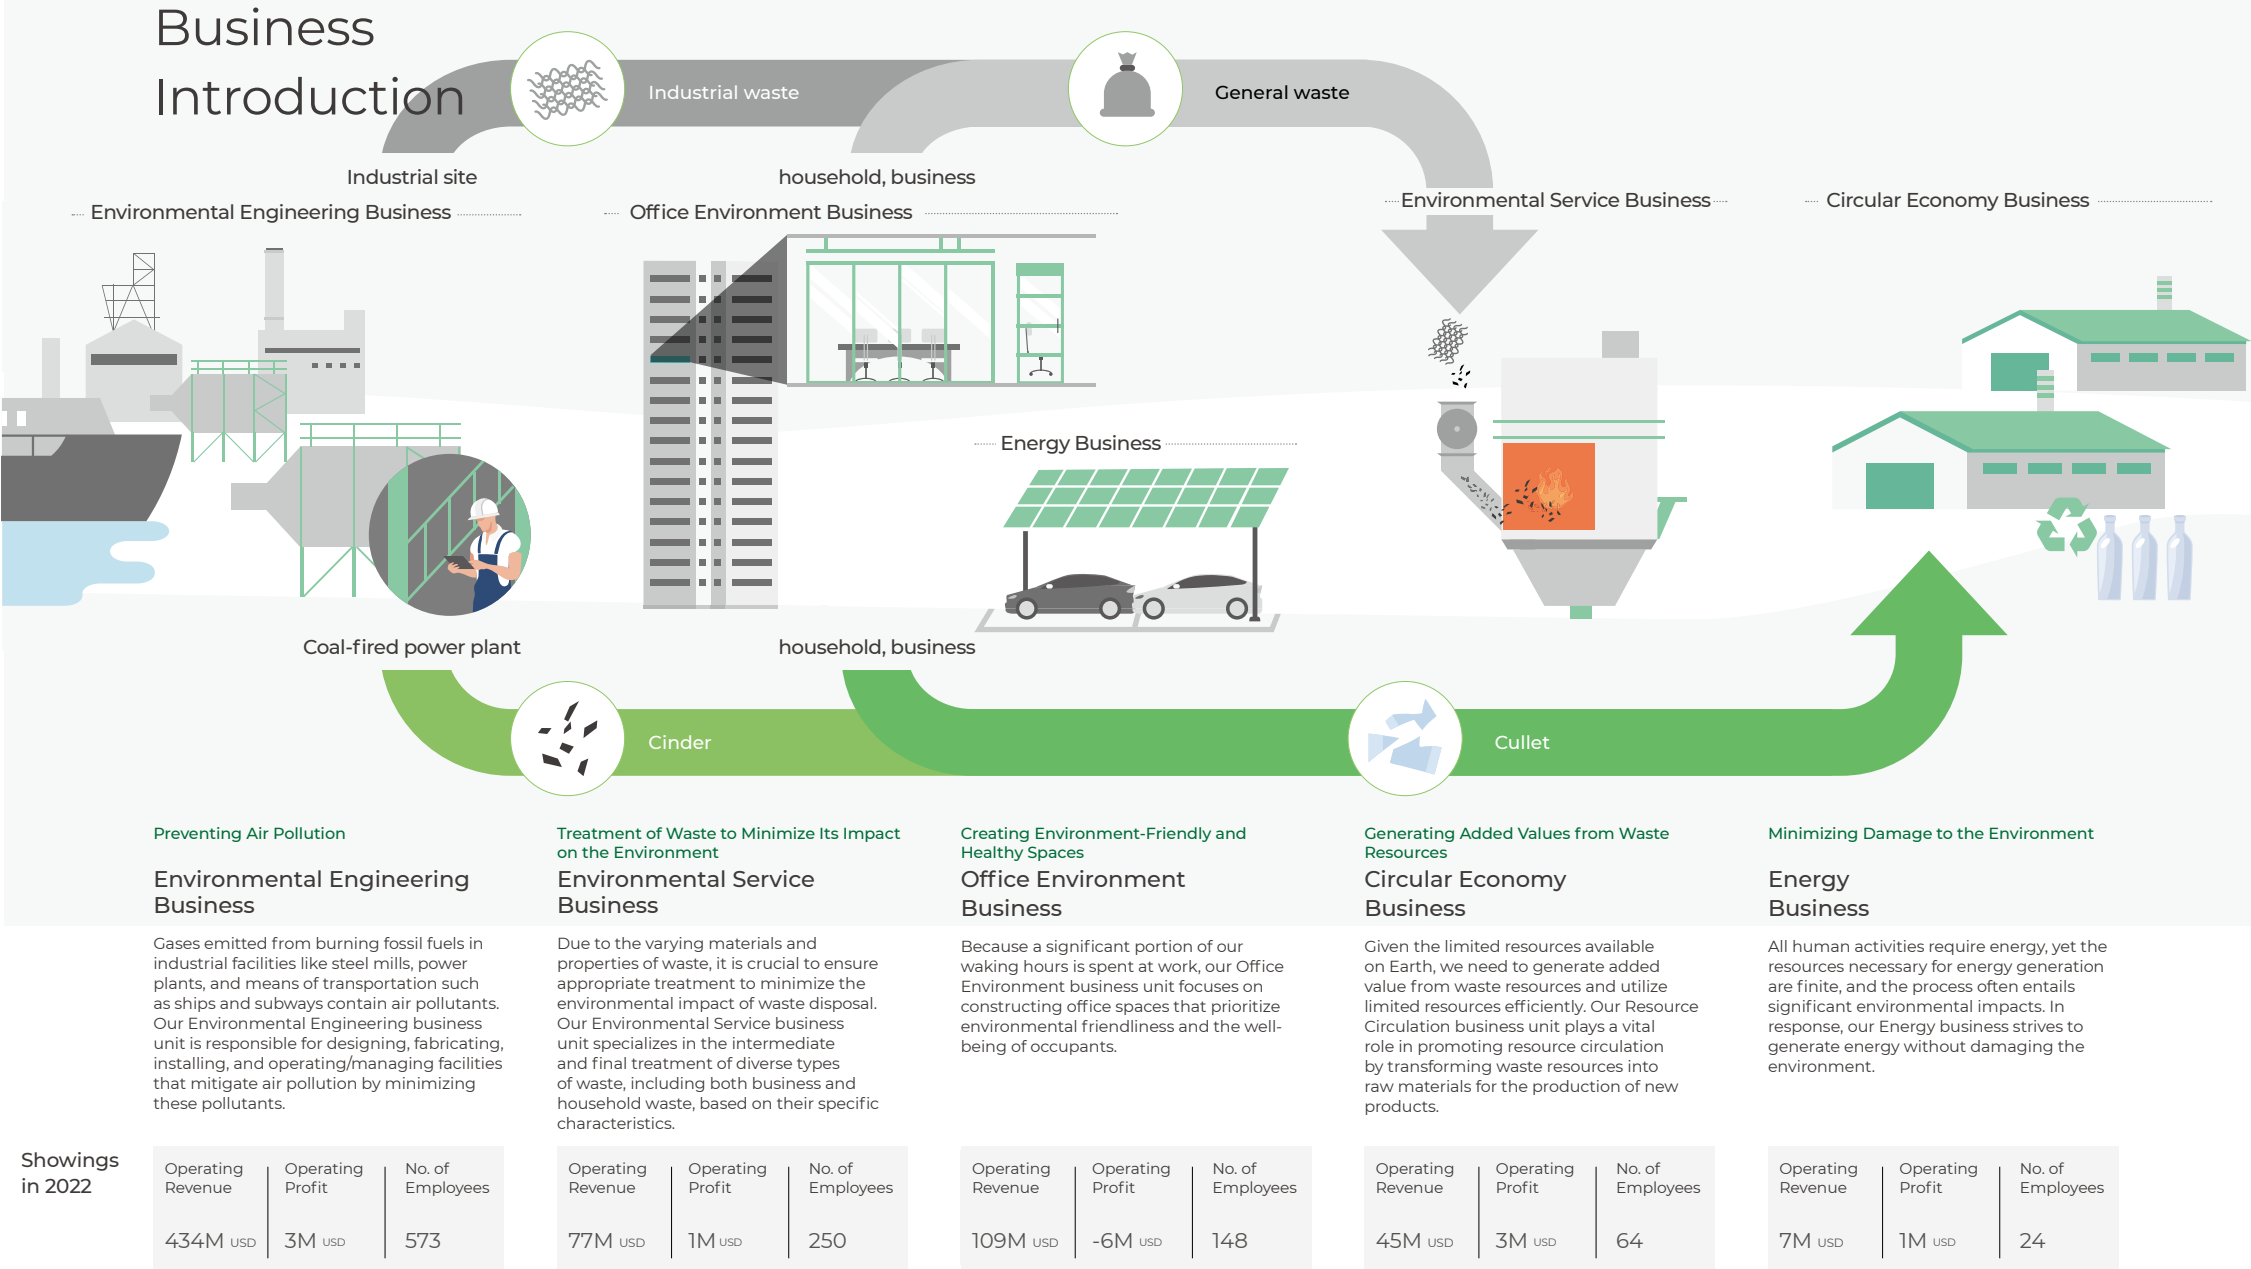 Business
Introduction
Industrial waste
General waste
Industrial site
household, business
Environmental Engineering Business
Office Environment Business
Environmental Service Business
Circular Economy Business
Energy Business
Coal-fired power plant
household, business
Cinder
Cullet
Preventing Air Pollution
Environmental Engineering
Business
Gases emitted from burning fossil fuels in
industrial facilities like steel mills, power
plants, and means of transportation such
as ships and subways contain air pollutants.
Our Environmental Engineering business
unit is responsible for designing, fabricating,
installing, and operating/managing facilities
that mitigate air pollution by minimizing
these pollutants.
Treatment of Waste to Minimize Its Impact
on the Environment
Environmental Service
Business
Due to the varying materials and
properties of waste, it is crucial to ensure
appropriate treatment to minimize the
environmental impact of waste disposal.
Our Environmental Service business
unit specializes in the intermediate
and final treatment of diverse types
of waste, including both business and
household waste, based on their specific
characteristics.
Creating Environment-Friendly and
Healthy Spaces
Office Environment
Business
Because a significant portion of our
waking hours is spent at work, our Office
Environment business unit focuses on
constructing office spaces that prioritize
environmental friendliness and the well-
being of occupants.
Generating Added Values from Waste
Resources
Circular Economy
Business
Given the limited resources available
on Earth, we need to generate added
value from waste resources and utilize
limited resources efficiently. Our Resource
Circulation business unit plays a vital
role in promoting resource circulation
by transforming waste resources into
raw materials for the production of new
products.
Minimizing Damage to the Environment
Energy
Business
All human activities require energy, yet the
resources necessary for energy generation
are finite, and the process often entails
significant environmental impacts. In
response, our Energy business strives to
generate energy without damaging the
environment.
Showings
in 2022
Operating
Revenue
434M USD
Operating
Profit
3M USD
No. of
Employees
573
Operating
Revenue
77M USD
Operating
Profit
1M USD
No. of
Employees
250
Operating
Revenue
109M USD
Operating
Profit
-6M USD
No. of
Employees
148
Operating
Revenue
45M USD
Operating
Profit
3M USD
No. of
Employees
64
Operating
Revenue
7M USD
Operating
Profit
1M USD
No. of
Employees
24